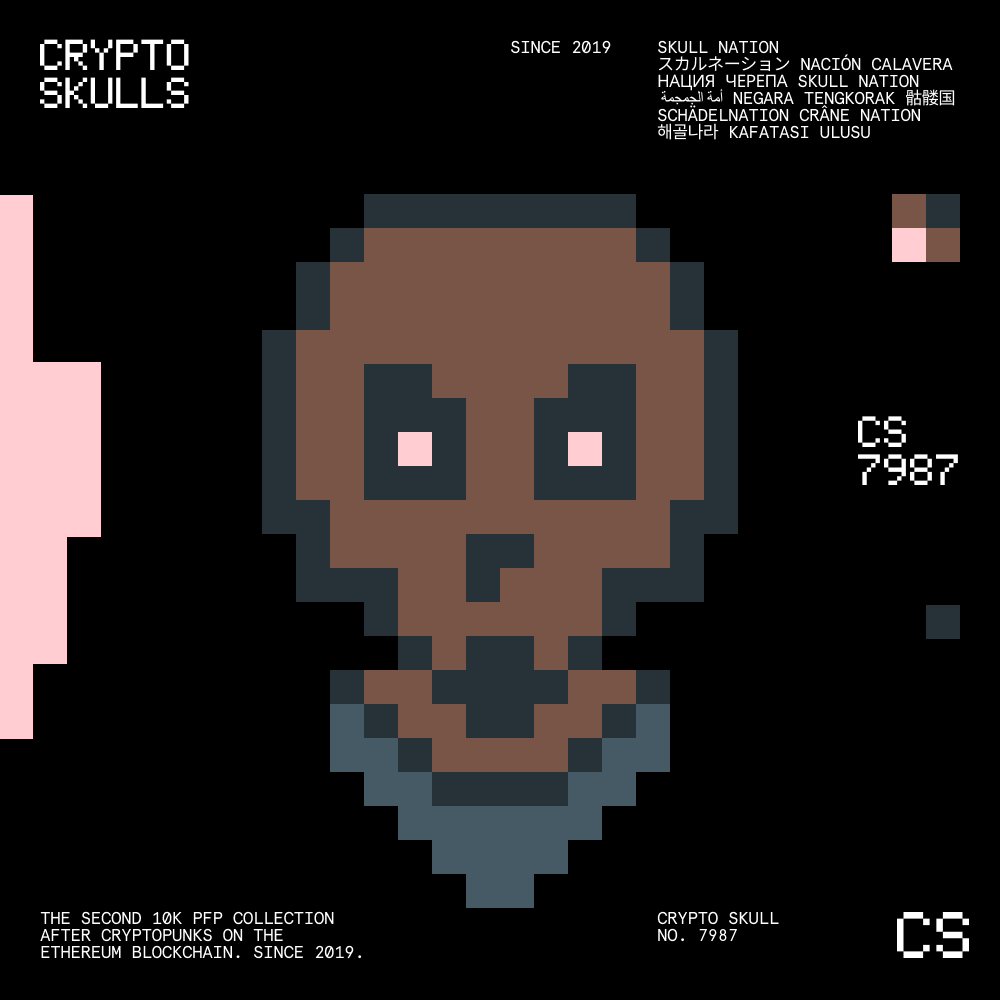 CRYPTO
SKULLS
SINCE 2019
SKULL NATION
スカルネーション NACIÓN CALAVERA
НАЦИЯ ЧЕРЕПА SKULL NATION
أمة الجمجمة NEGARA TENGKORAK 骷髅国
SCHÄDELNATION CRÂNE NATION
해골나라 KAFATASI ULUSU
CS
7987
THE SECOND 10K PFP COLLECTION
AFTER CRYPTOPUNKS ON THE
ETHEREUM BLOCKCHAIN. SINCE 2019.
CRYPTO SKULL
NO. 7987
CS